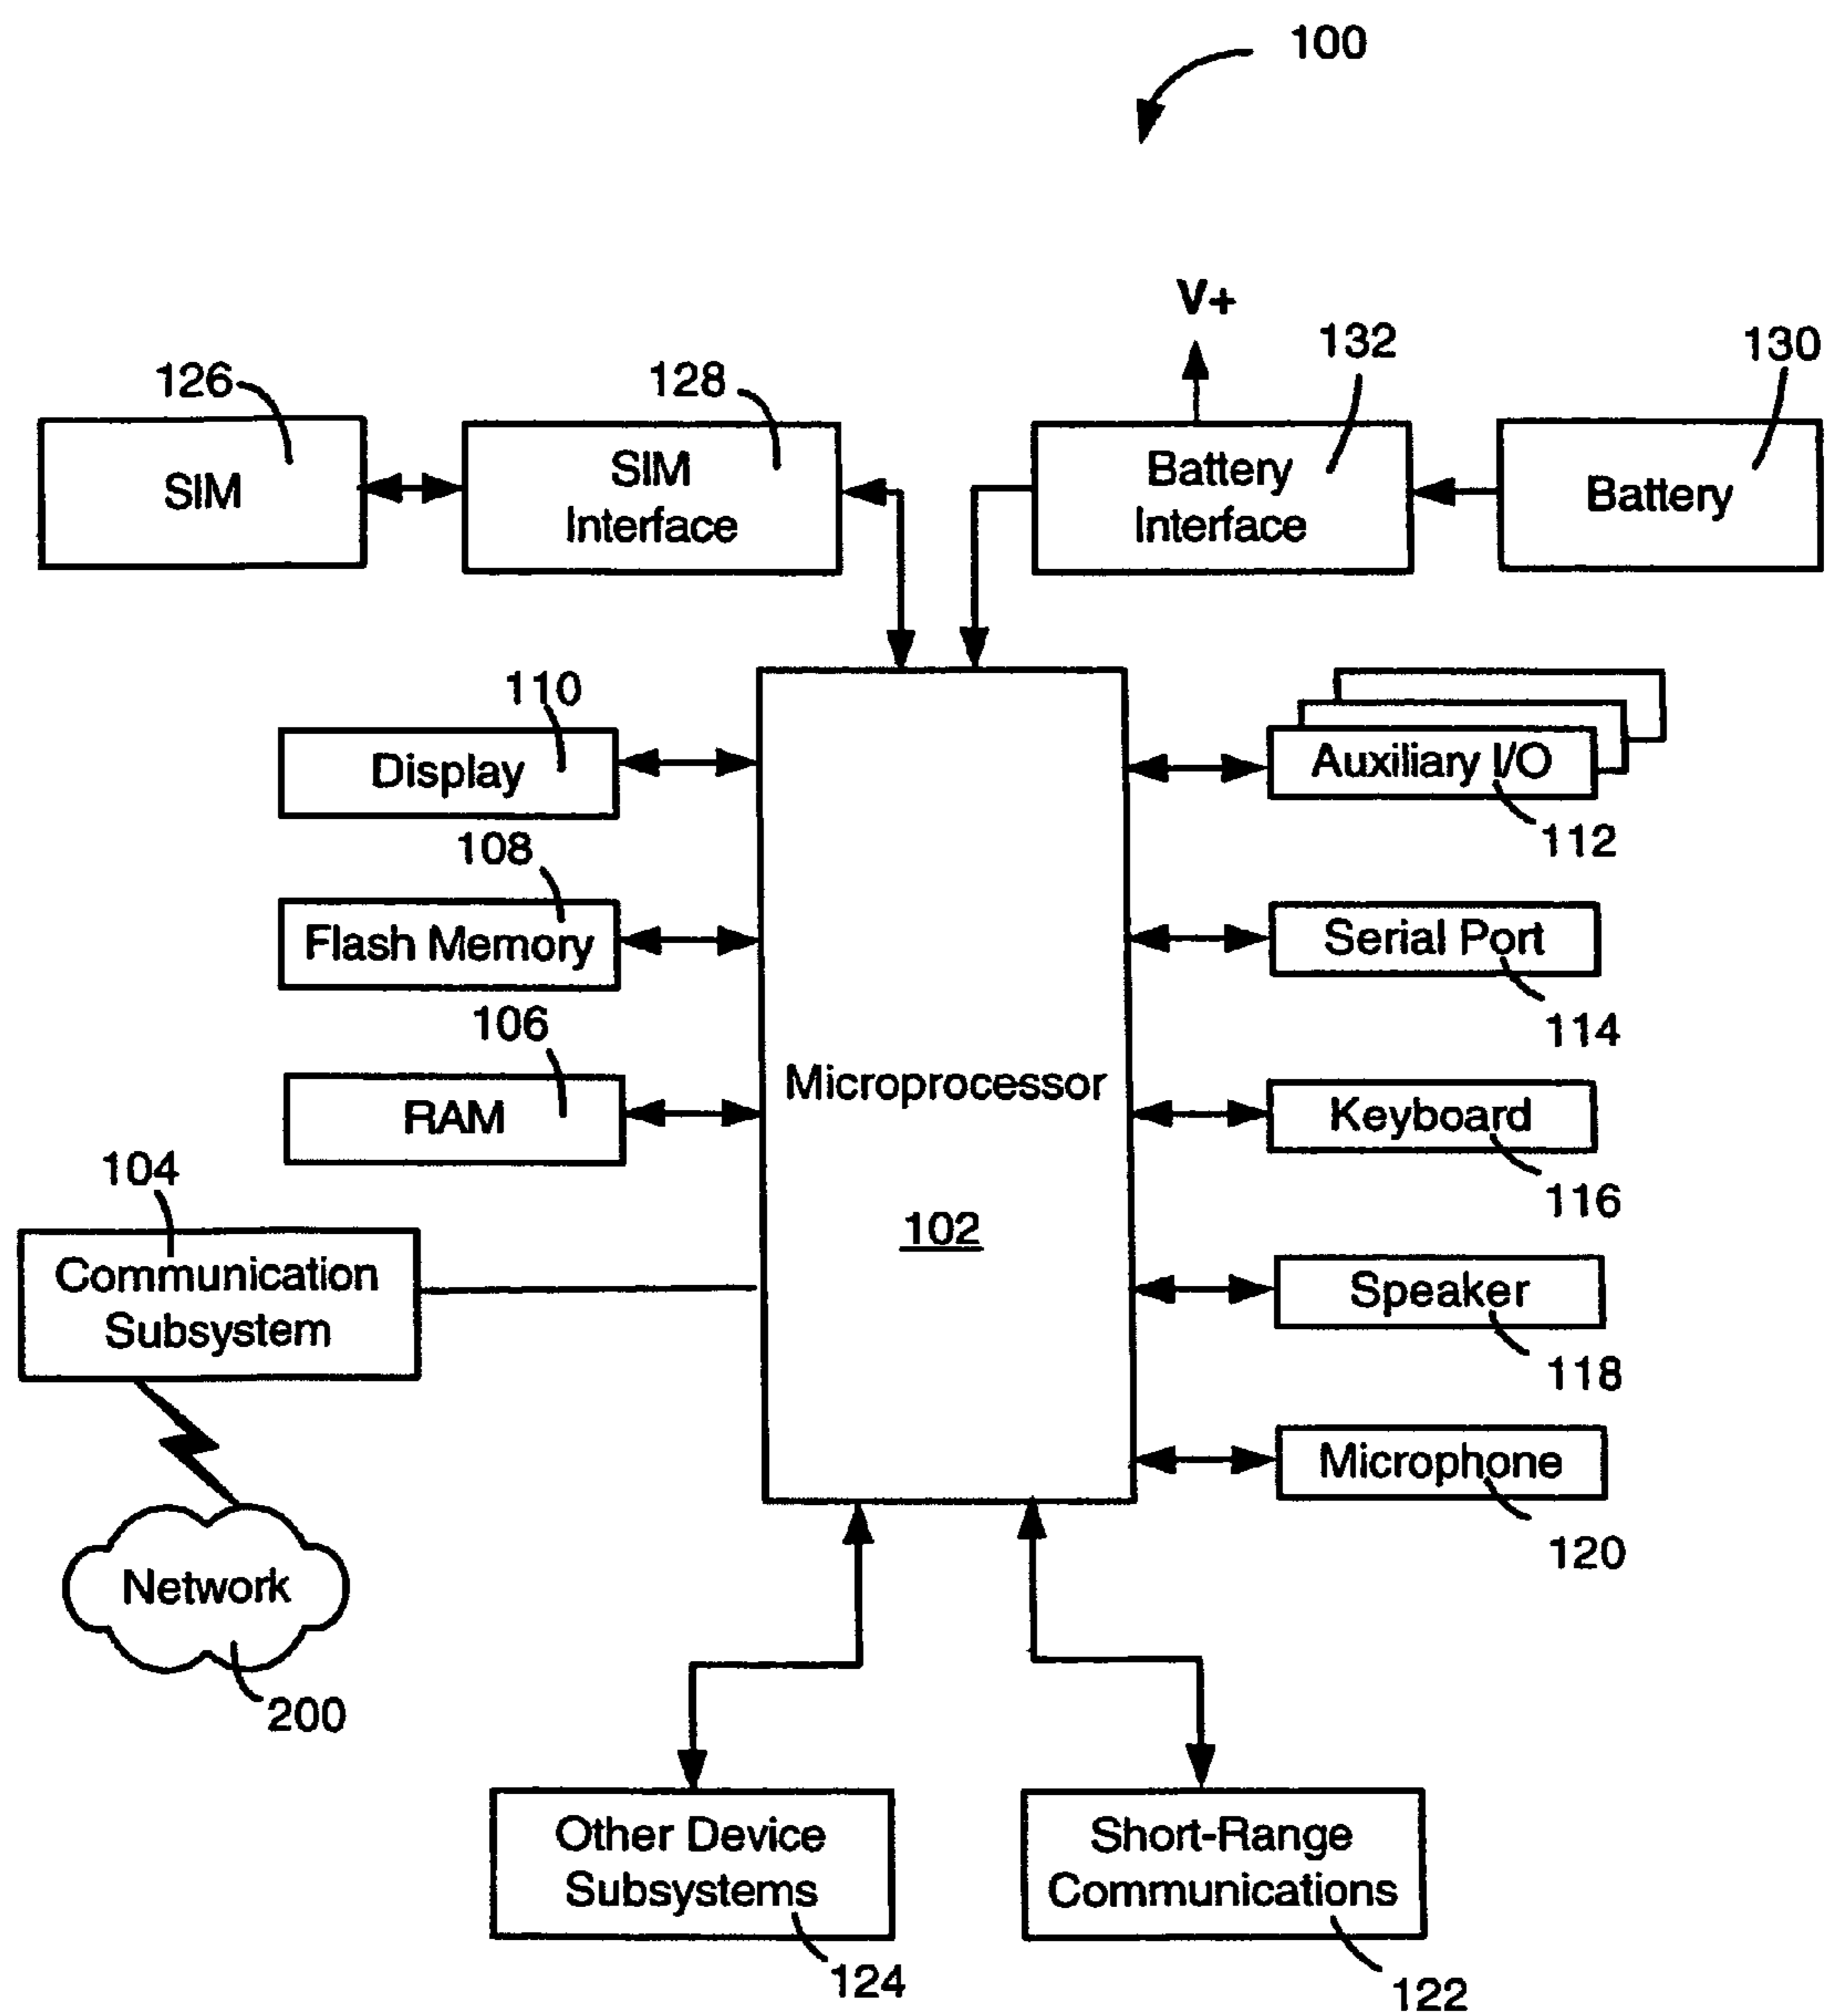 100
V+
132
130
126
128
SIM
SIM
Interface
Battery
Interface
Battery
110
Display
Auxiliary I/O
112
108
Flash Memory
Serial Port
114
106
RAM
Microprocessor
102
Keyboard
116
104
Communication
Subsystem
Speaker
118
Microphone
120
Network
200
Other Device
Subsystems
124
Short-Range
Communications
122